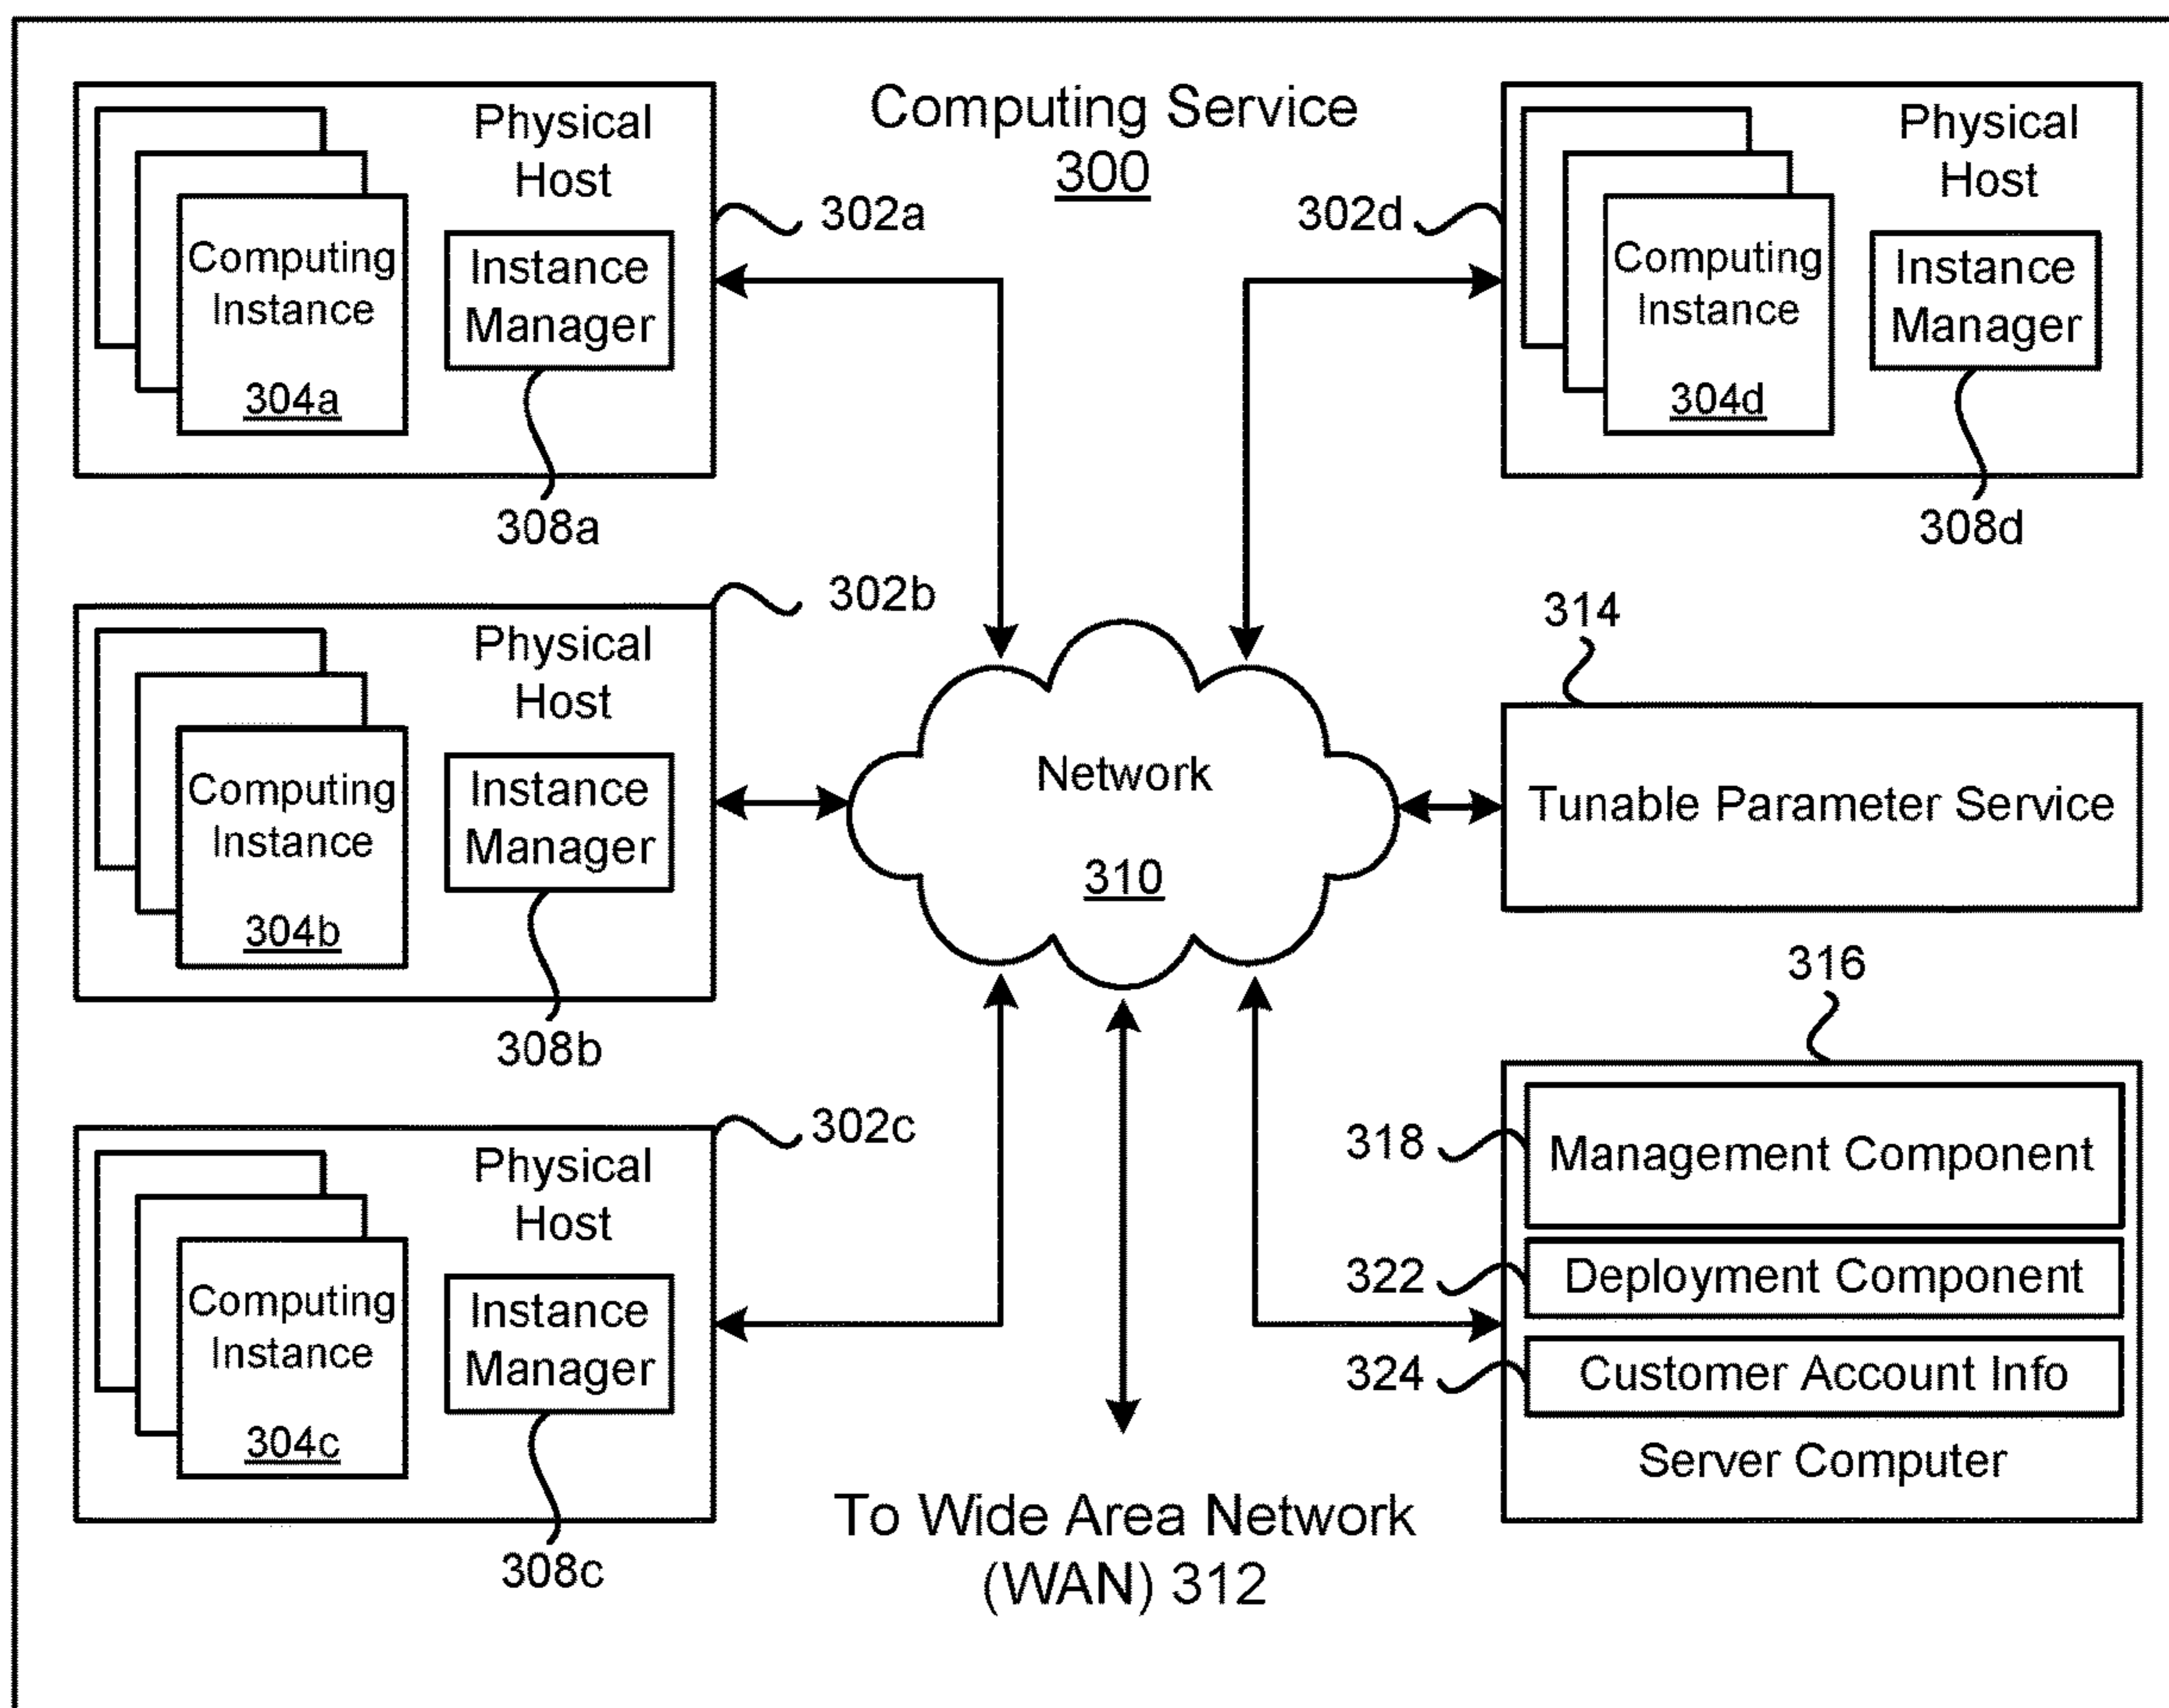 Computing Service
300
Physical
Host
302a
Computing
Instance
304a
Instance
Manager
308a
Physical
Host
302d
Computing
Instance
304d
Instance
Manager
308d
Physical
Host
302b
Computing
Instance
304b
Instance
Manager
308b
Network
310
314
Tunable Parameter Service
Physical
Host
302c
Computing
Instance
304c
Instance
Manager
308c
316
318
Management Component
322
Deployment Component
324
Customer Account Info
Server Computer
To Wide Area Network
(WAN) 312